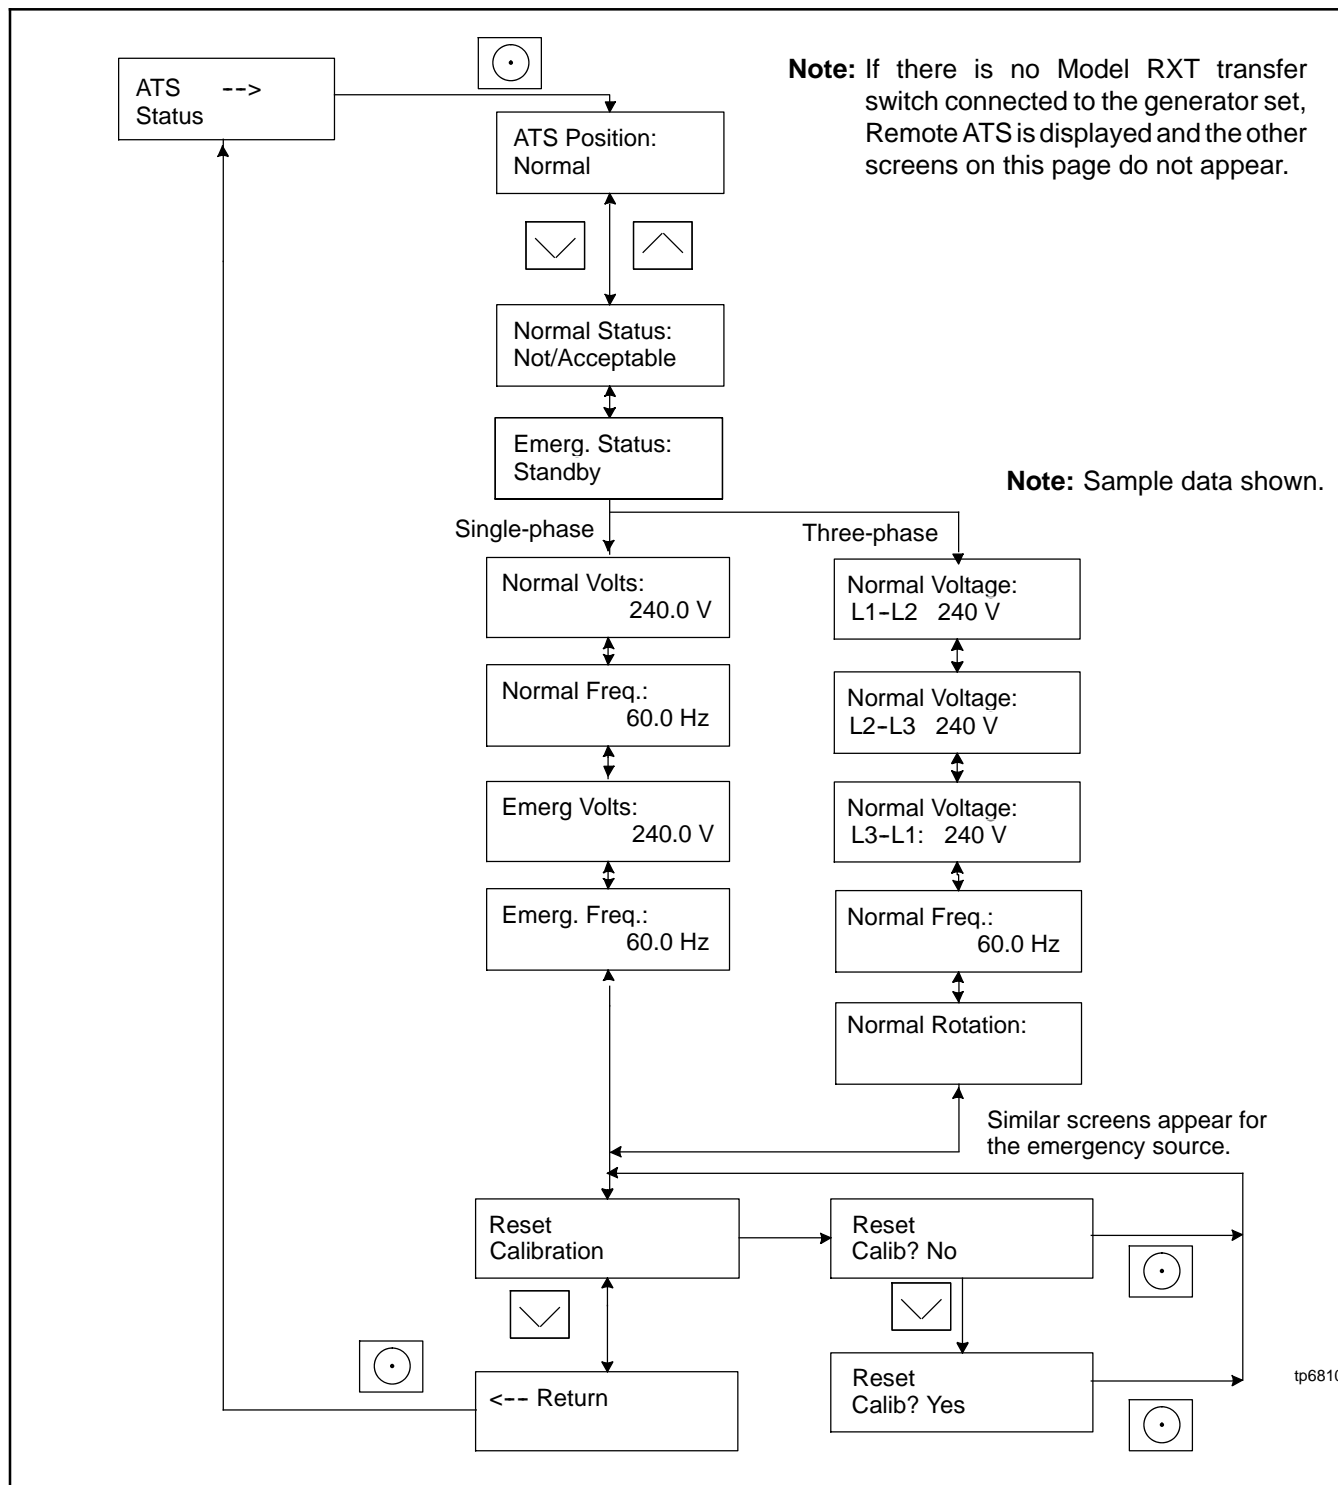 ATS -->
Status
Note: If there is no Model RXT transfer
switch connected to the generator set,
Remote ATS is displayed and the other
screens on this page do not appear.
ATS Position:
Normal
Normal Status:
Not/Acceptable
Emerg. Status:
Standby
Note: Sample data shown.
Single-phase
Three-phase
Normal Volts:
240.0 V
Normal Freq.:
60.0 Hz
Emerg Volts:
240.0 V
Emerg. Freq.:
60.0 Hz
Normal Voltage:
L1-L2 240 V
Normal Voltage:
L2-L3 240 V
Normal Voltage:
L3-L1: 240 V
Normal Freq.:
60.0 Hz
Normal Rotation:
Similar screens appear for
the emergency source.
Reset
Calibration
Reset
Calib? No
<-- Return
Reset
Calib? Yes
tp6810